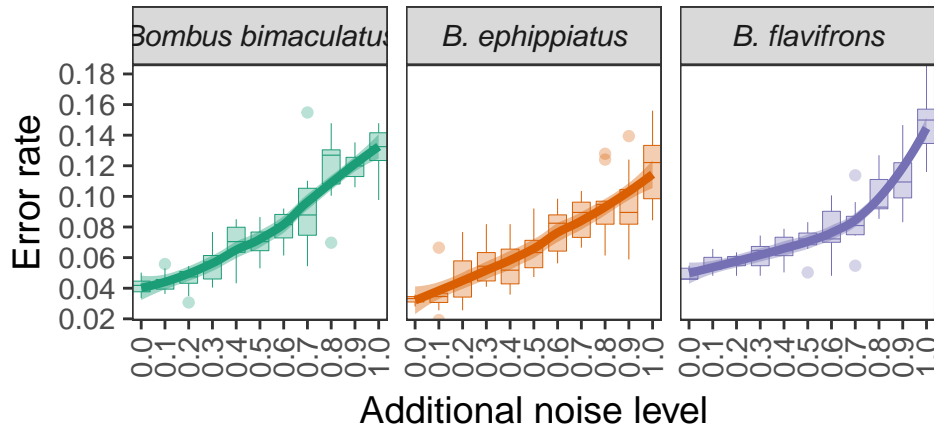 Bombus bimaculatus B. ephippiatus B. flavifrons
Error rate
0.18
0.16
0.14
0.12
0.10
0.08
0.06
0.04
0.02
0.0 0.1 0.2 0.3 0.4 0.5 0.6 0.7 0.8 0.9 1.0 0.0 0.1 0.2 0.3 0.4 0.5 0.6 0.7 0.8 0.9 1.0 0.0 0.1 0.2 0.3 0.4 0.5 0.6 0.7 0.8 0.9 1.0
Additional noise level